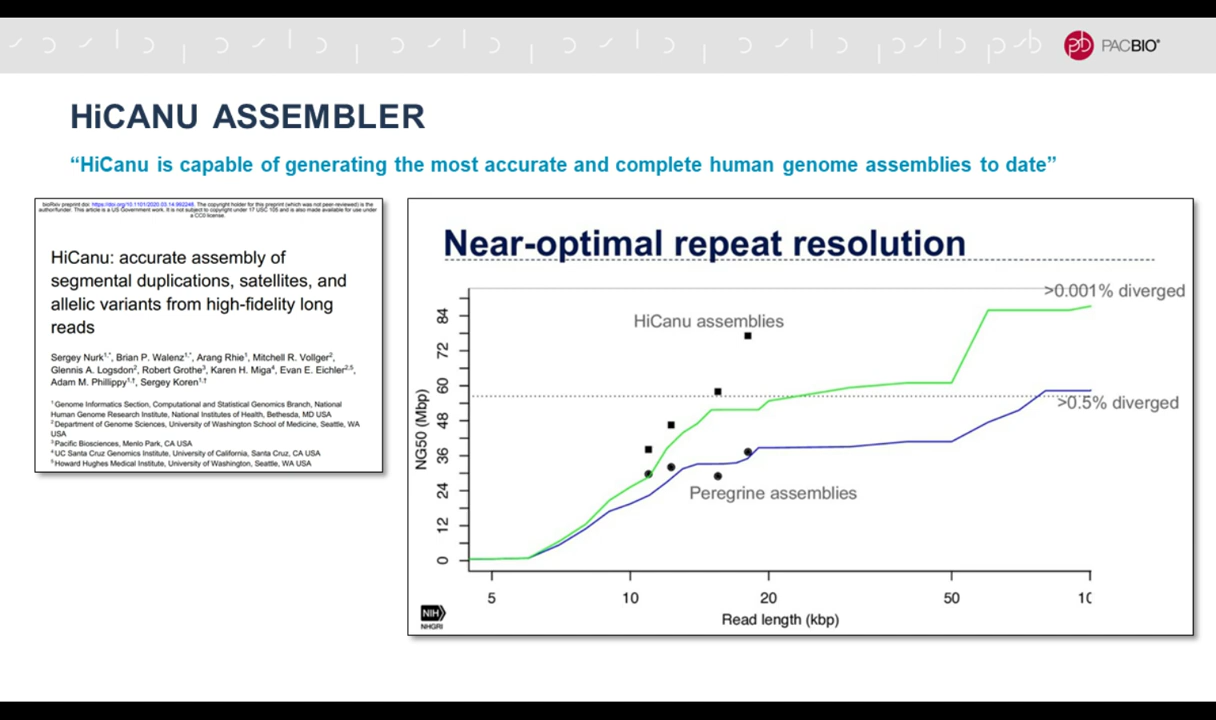 PACBIO®
HiCANU ASSEMBLER
“HiCanu is capable of generating the most accurate and complete human genome assemblies to date”
bioRxiv preprint doi: https://doi.org/10.1101/2020.03.14.992248. The copyright holder for this preprint (which was not peer-reviewed) is the
author/funder. This article is a US Government work. It is not subject to copyright under 17 USC 105 and is also made available for use under
a CC0 license.
HiCanu: accurate assembly of
segmental duplications, satellites, and
allelic variants from high-fidelity long
reads
Sergey Nurk1,*, Brian P. Walenz1,*, Arang Rhie1, Mitchell R. Vollger2,
Glennis A. Logsdon2, Robert Grothe3, Karen H. Miga4, Evan E. Eichler2,5,
Adam M. Phillippy1,†, Sergey Koren1,†
1 Genome Informatics Section, Computational and Statistical Genomics Branch, National
Human Genome Research Institute, National Institutes of Health, Bethesda, MD USA
2 Department of Genome Sciences, University of Washington School of Medicine, Seattle, WA
USA
3 Pacific Biosciences, Menlo Park, CA USA
4 UC Santa Cruz Genomics Institute, University of California, Santa Cruz, CA USA
5 Howard Hughes Medical Institute, University of Washington, Seattle, WA USA
Near-optimal repeat resolution
>0.001% diverged
HiCanu assemblies
>0.5% diverged
Peregrine assemblies
NG50 (Mbp)
84
72
60
48
36
24
12
0
5 10 20 50 10
Read length (kbp)
NIH
NHGRI